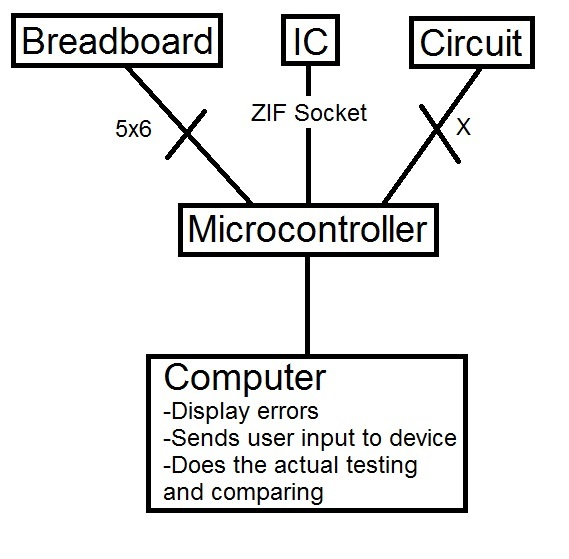 Breadboard
IC
Circuit
5x6
ZIF Socket
X
Microcontroller
Computer
-Display errors
-Sends user input to device
-Does the actual testing
and comparing